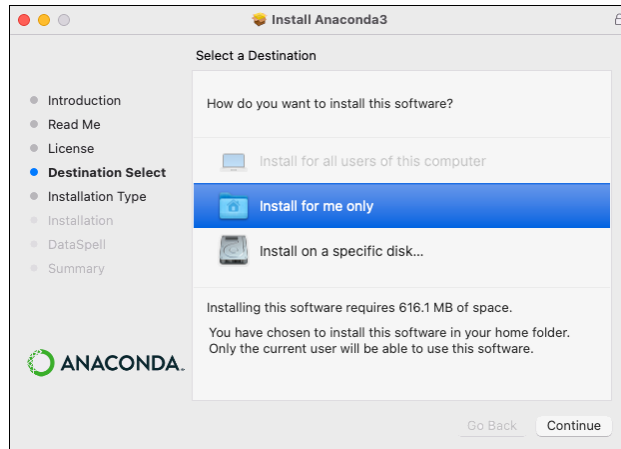 Install Anaconda3
Select a Destination
Introduction
Read Me
License
Destination Select
Installation Type
Installation
DataSpell
Summary
How do you want to install this software?
Install for all users of this computer
Install for me only
Install on a specific disk...
Installing this software requires 616.1 MB of space.
You have chosen to install this software in your home folder.
Only the current user will be able to use this software.
ANACONDA.
Go Back
Continue